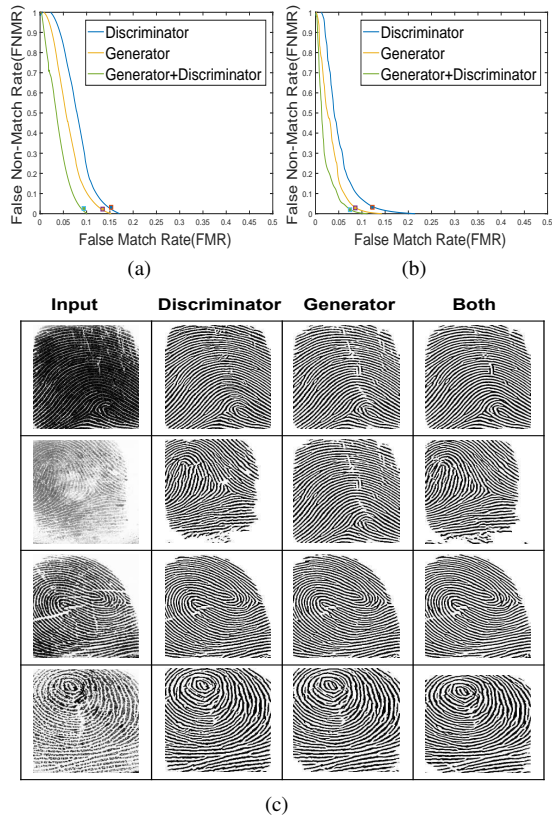 False Non-Match Rate(FNMR)
1
0.9
0.8
0.7
0.6
0.5
0.4
0.3
0.2
0.1
0
Discriminator
Generator
Generator+Discriminator
0 0.05 0.1 0.15 0.2 0.25 0.3 0.35 0.4 0.45 0.5
False Match Rate(FMR)
(a)
False Non-Match Rate(FNMR)
1
0.9
0.8
0.7
0.6
0.5
0.4
0.3
0.2
0.1
0
Discriminator
Generator
Generator+Discriminator
0 0.05 0.1 0.15 0.2 0.25 0.3 0.35 0.4 0.45 0.5
False Match Rate(FMR)
(b)
Input Discriminator Generator Both
(c)